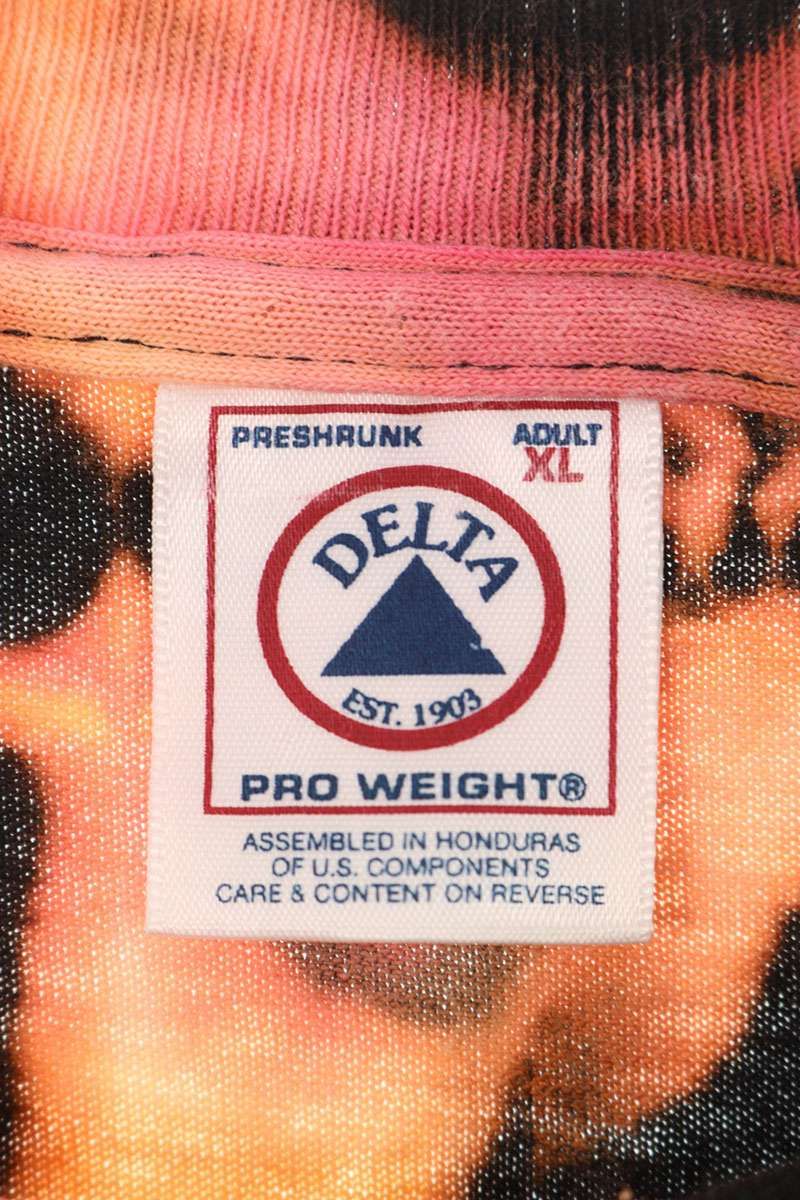 PRESHRUNK
ADULT
XL
DELTA
EST. 1903
PRO WEIGHT®
ASSEMBLED IN HONDURAS
OF U.S. COMPONENTS
CARE & CONTENT ON REVERSE